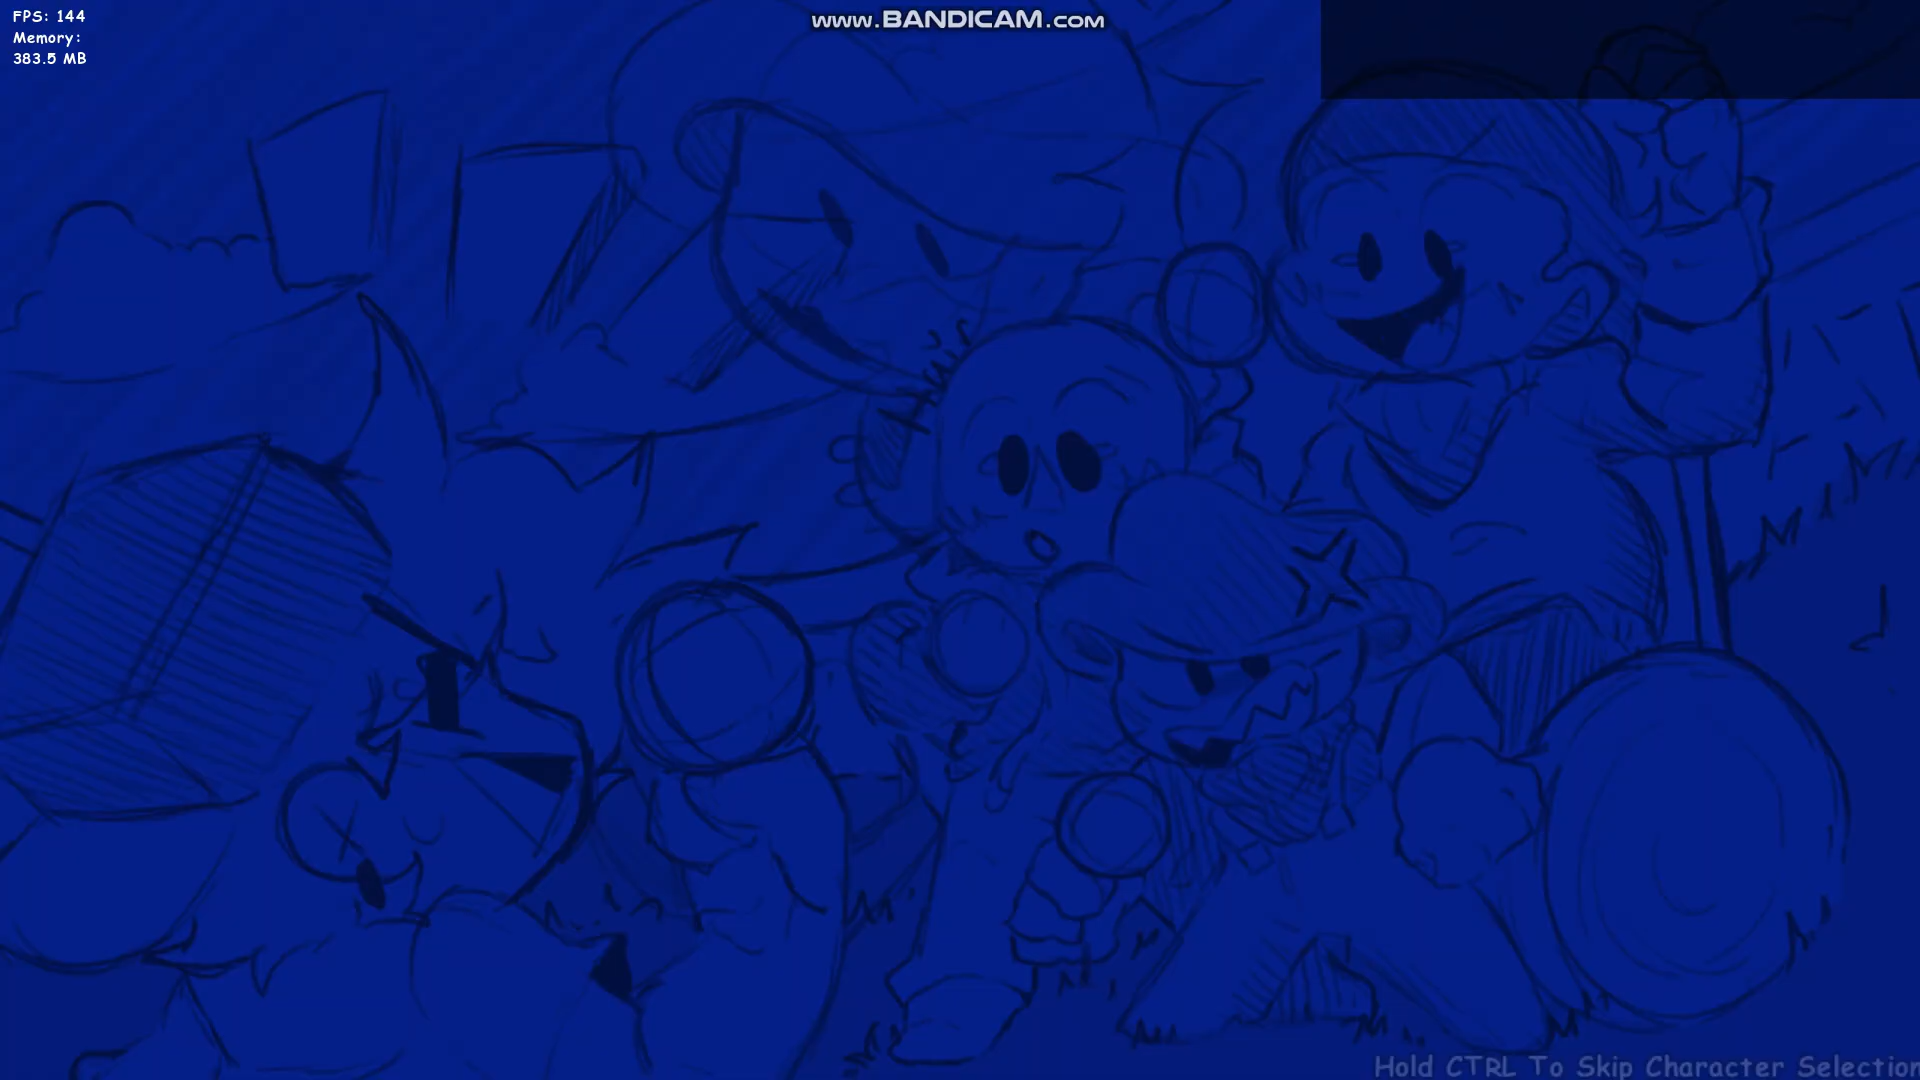 FPS: 144
www.BANDICAM.com
Memory:
383.5 MB
Hold CTRL To Skip Character Selection